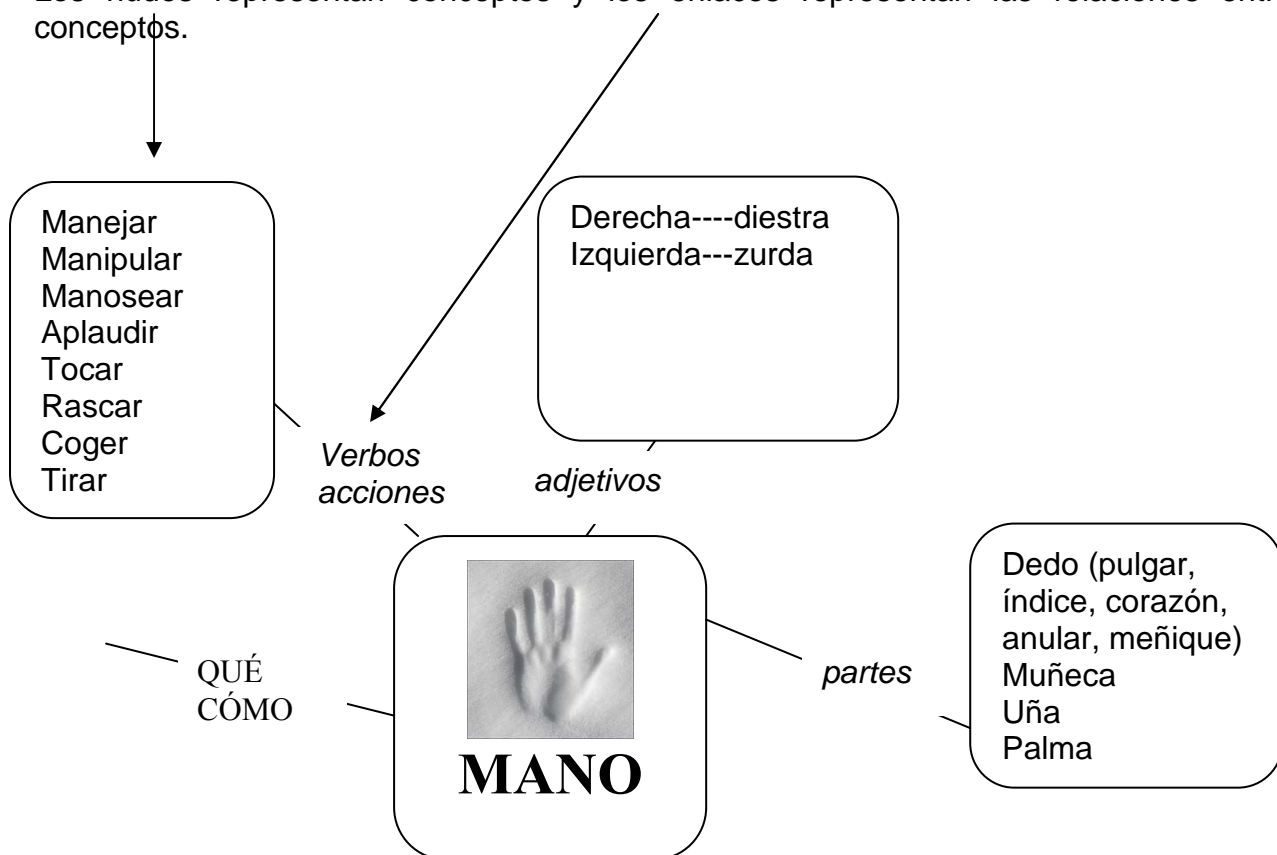 conceptos.
Manejar
Manipular
Manosear
Aplaudir
Tocar
Rascar
Coger
Tirar
Derecha----diestra
Izquierda---zurda
Verbos
acciones
adjetivos
QUÉ
CÓMO
MANO
partes
Dedo (pulgar,
índice, corazón,
anular, meñique)
Muñeca
Uña
Palma